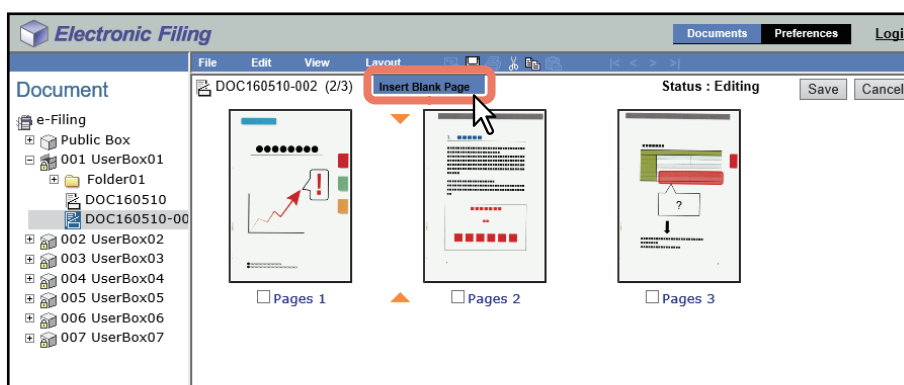 Electronic Filing
Documents Preferences Logi
File Edit View Layout
Document
DOC160510-002 (2/3)
Insert Blank Page
Status : Editing
Save Cancel
e-Filing
Public Box
001 UserBox01
Folder01
DOC160510
DOC160510-00
002 UserBox02
003 UserBox03
004 UserBox04
005 UserBox05
006 UserBox06
007 UserBox07
!
1.
?
Pages 1
Pages 2
Pages 3